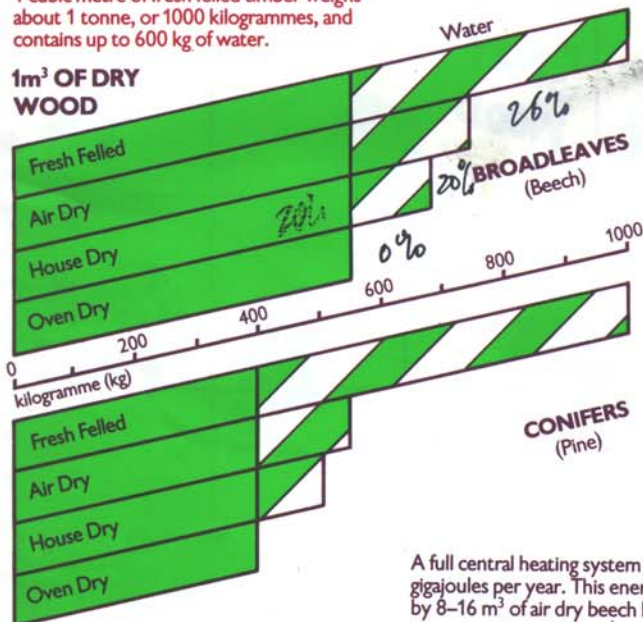 about 1 tonne, or 1000 kilogrammes, and
contains up to 600 kg of water.
Water
1m³ OF DRY
WOOD
Fresh Felled
Air Dry
House Dry
Oven Dry
26%
20%
BROADLEAVES
(Beech)
20%
0%
0
200
400
600
800
1000
kilogramme (kg)
Fresh Felled
Air Dry
House Dry
Oven Dry
CONIFERS
(Pine)
A full central heating system
gigajoules per year. This ener
by 8–16 m³ of air dry beech